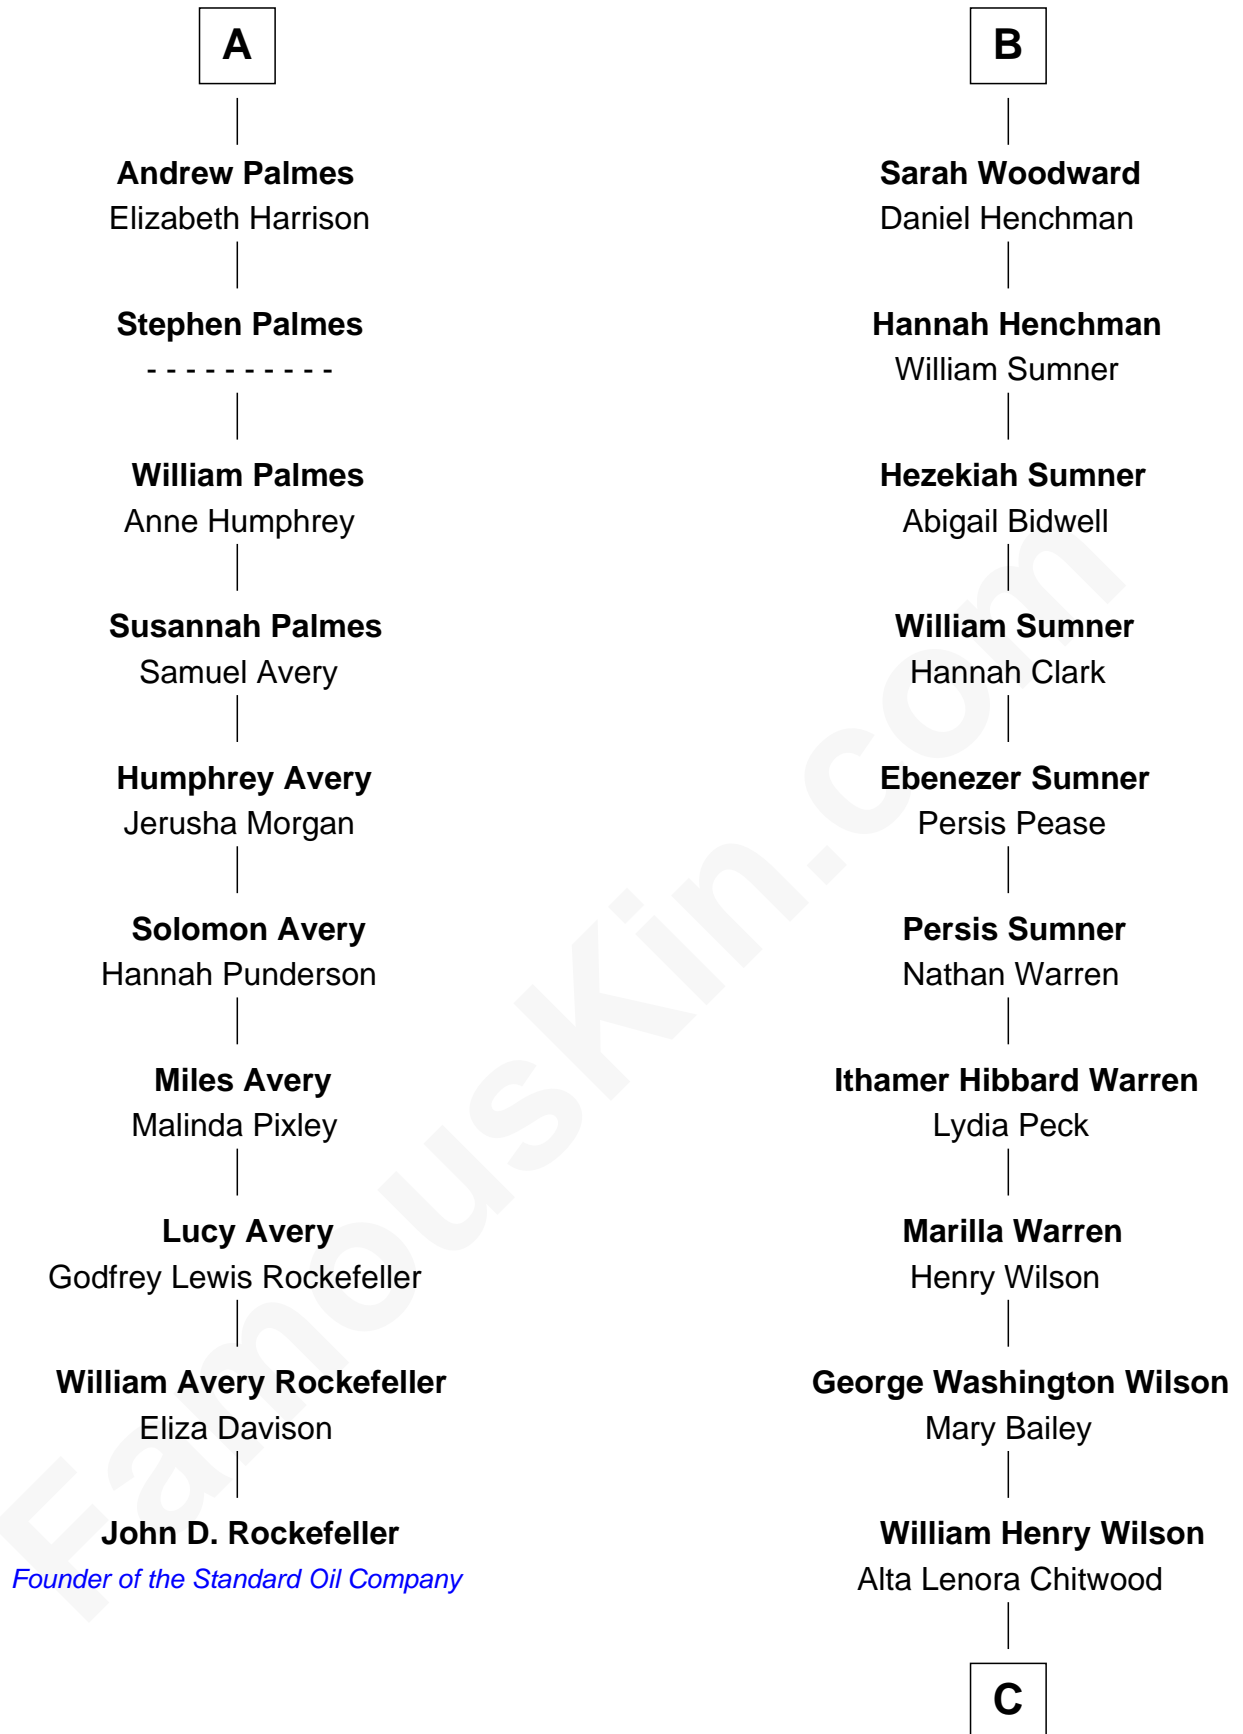 A
Andrew Palmes
Elizabeth Harrison
Stephen Palmes
- - - - - - - - - -
William Palmes
Anne Humphrey
Susannah Palmes
Samuel Avery
Humphrey Avery
Jerusha Morgan
Solomon Avery
Hannah Punderson
Miles Avery
Malinda Pixley
Lucy Avery
Godfrey Lewis Rockefeller
William Avery Rockefeller
Eliza Davison
John D. Rockefeller
Founder of the Standard Oil Company
B
Sarah Woodward
Daniel Henchman
Hannah Henchman
William Sumner
Hezekiah Sumner
Abigail Bidwell
William Sumner
Hannah Clark
Ebenezer Sumner
Persis Pease
Persis Sumner
Nathan Warren
Ithamer Hibbard Warren
Lydia Peck
Marilla Warren
Henry Wilson
George Washington Wilson
Mary Bailey
William Henry Wilson
Alta Lenora Chitwood
C
FamousKin.com